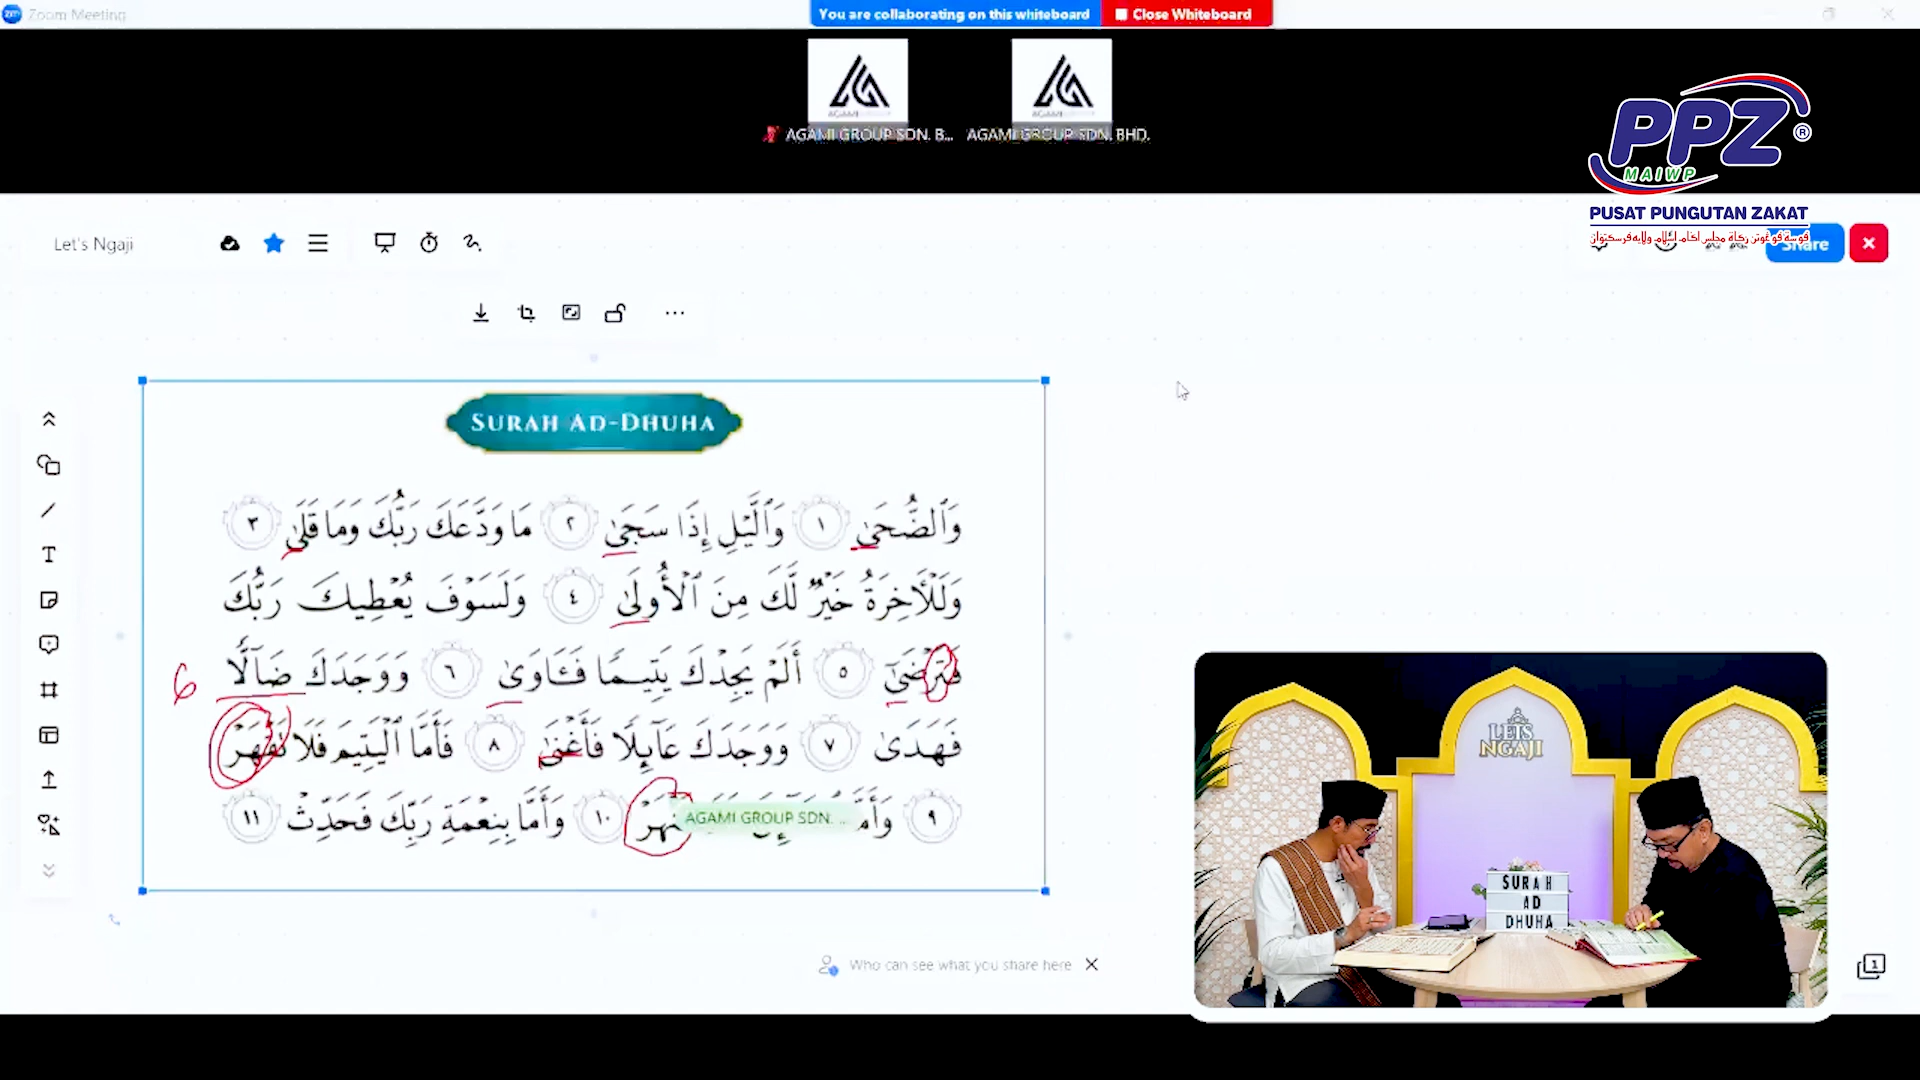 Zoom Meeting
You are collaborating on this whiteboard
Close Whiteboard
AGAMI GROUP SDN. B...
AGAMI GROUP SDN. BHD.
PPZ®
MAIWP
PUSAT PUNGUTAN ZAKAT
Let's Ngaji
Share
SURAH AD-DHUHA
وَٱلضُّحَىٰ ١ وَٱلَّيۡلِ إِذَا سَجَىٰ ٢ مَا وَدَّعَكَ رَبُّكَ وَمَا قَلَىٰ ٣
وَلَلۡأٓخِرَةُ خَيۡرٌ لَّكَ مِنَ ٱلۡأُولَىٰ ٤ وَلَسَوۡفَ يُعۡطِيكَ رَبُّكَ
فَتَرۡضَىٰٓ ٥ أَلَمۡ يَجِدۡكَ يَتِيمًا فَـَٔاوَىٰ ٦ وَوَجَدَكَ ضَآلًّا
6
فَهَدَىٰ ٧ وَوَجَدَكَ عَآئِلًا فَأَغۡنَىٰ ٨ فَأَمَّا ٱلۡيَتِيمَ فَلَا تَقۡهَرۡ
٩ وَأَمَّا تَنۡهَرۡ ١٠ وَأَمَّا بِنِعۡمَةِ رَبِّكَ فَحَدِّثۡ ١١
AGAMI GROUP SDN. ...
Who can see what you share here
LETS
NGAJI
SURAH
AD
DHUHA
1